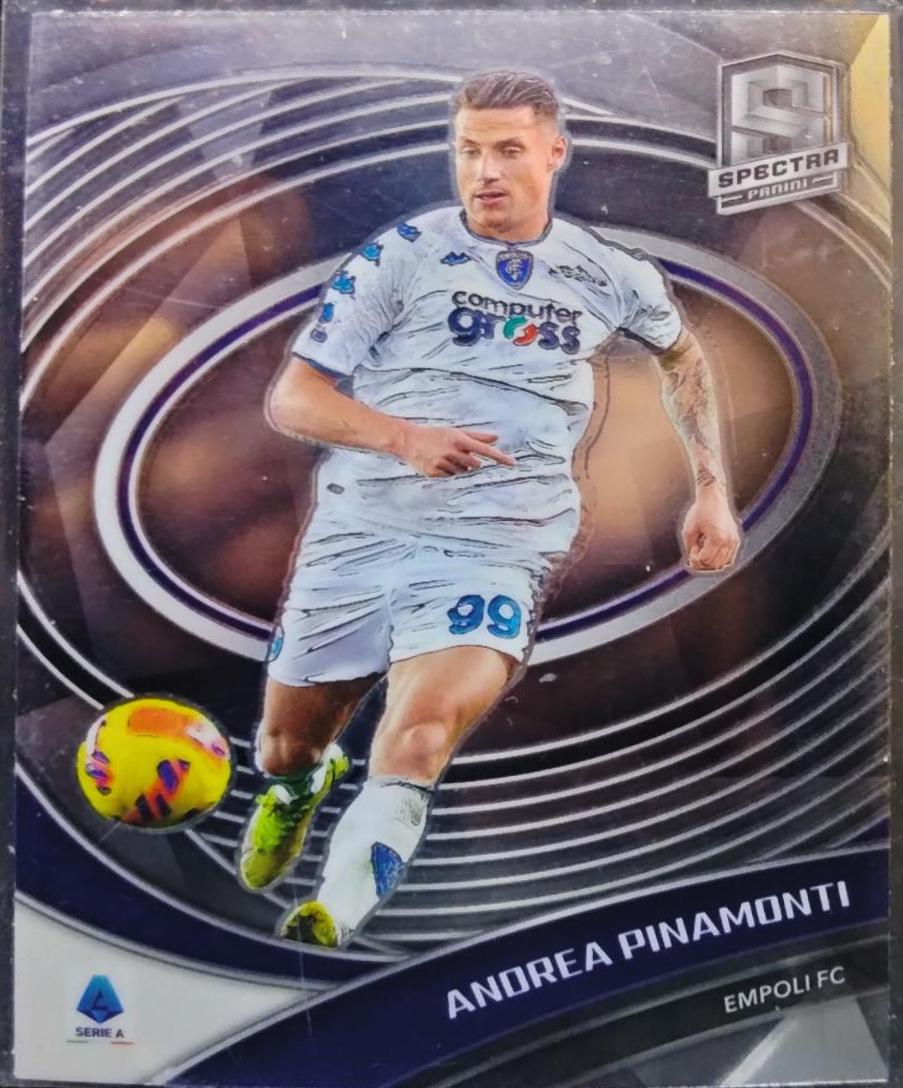 SPECTRA
PANINI
computer
gross
99
ANDREA PINAMONTI
EMPOLI FC
SERIE A